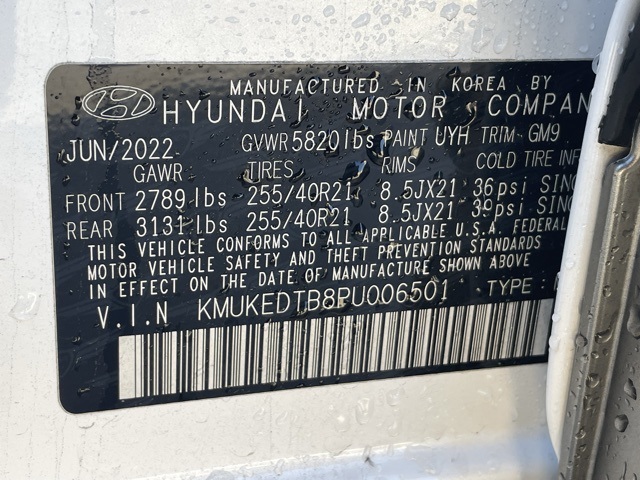 MANUFACTURED IN KOREA BY
HYUNDAI MOTOR COMPAN
JUN/2022 GVWR 5820lbs PAINT UYH TRIM GM9
GAWR TIRES RIMS COLD TIRE INF
FRONT 2789 lbs 255/40R21 8.5JX21 36psi SING
REAR 3131 lbs 255/40R21 8.5JX21 39psi SING
THIS VEHICLE CONFORMS TO ALL APPLICABLE U.S.A. FEDERAL
MOTOR VEHICLE SAFETY AND THEFT PREVENTION STANDARDS
IN EFFECT ON THE DATE OF MANUFACTURE SHOWN ABOVE
V.I.N KMUKEDTB8PU006501 TYPE: